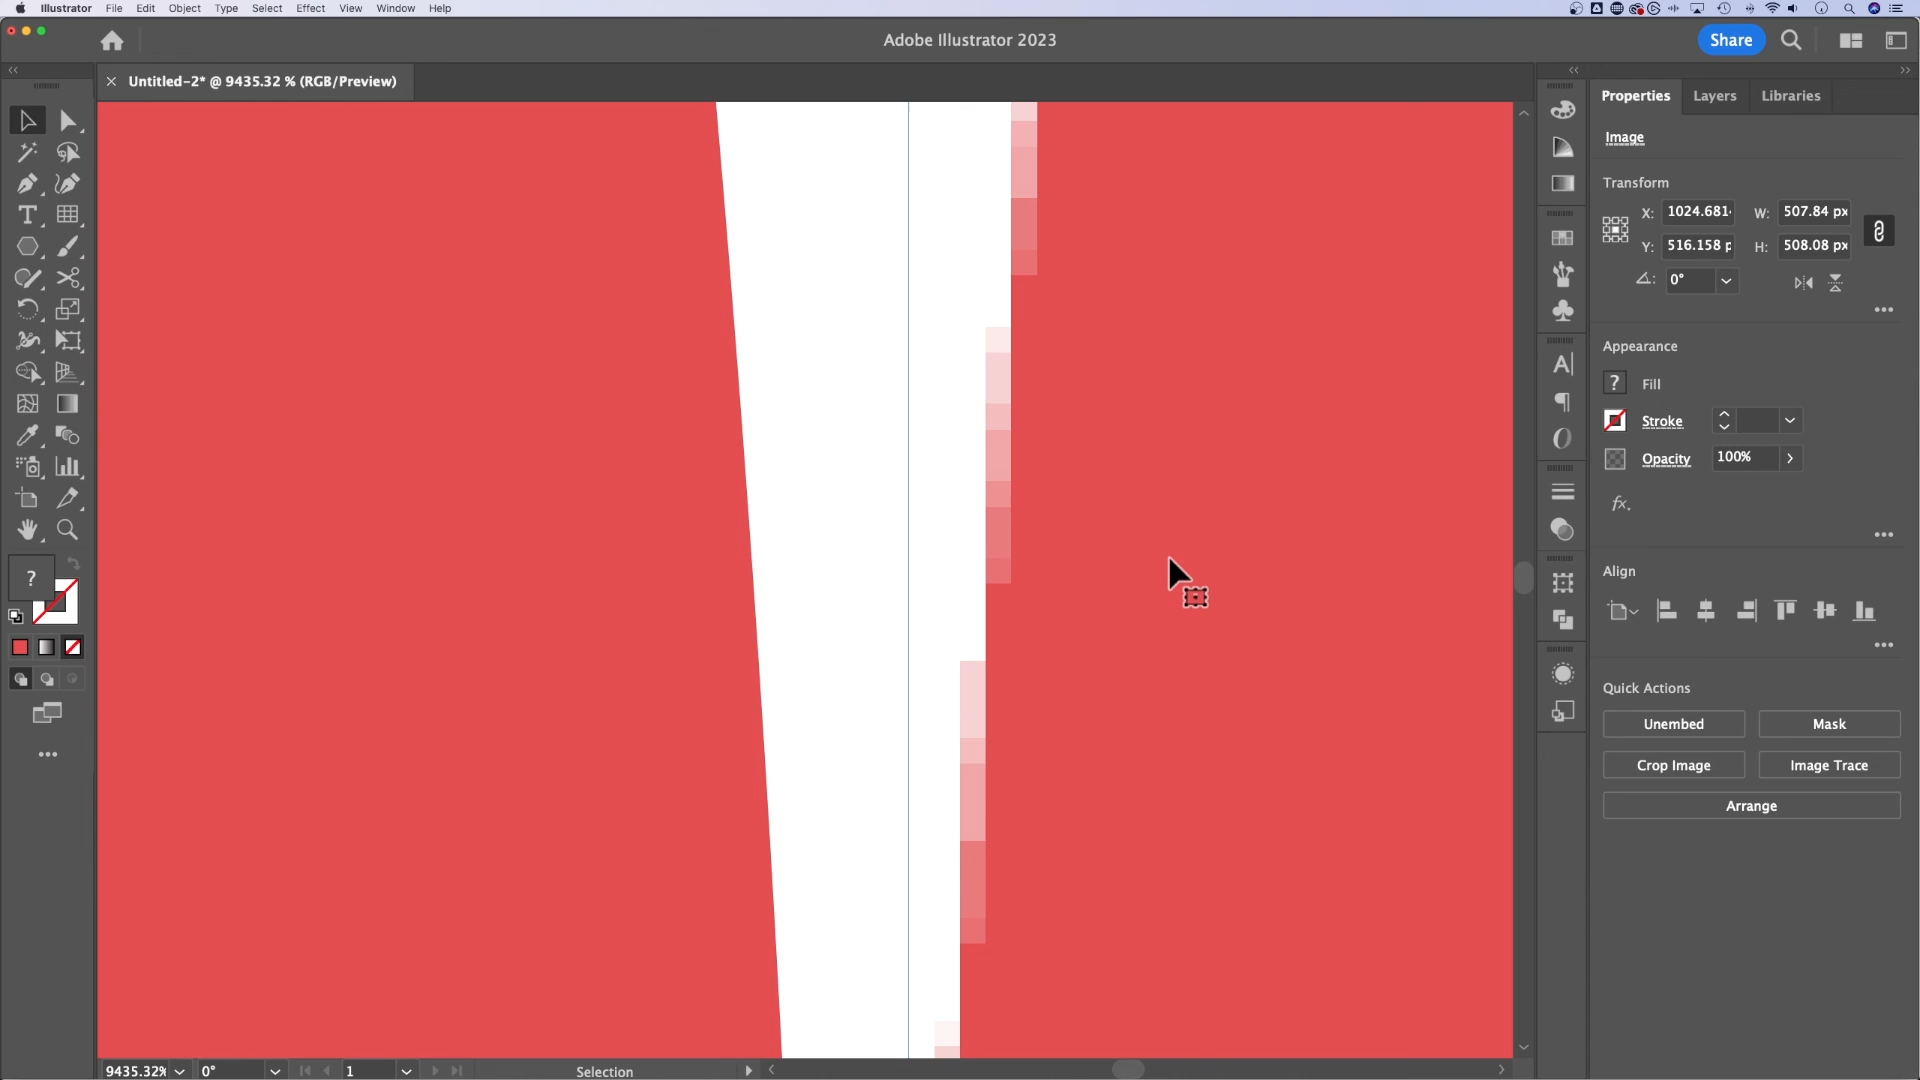 Illustrator File Edit Object Type Select Effect View Window Help
Adobe Illustrator 2023
Share
× Untitled-2* @ 9435.32 % (RGB/Preview)
Properties Layers Libraries
Image
Transform
X: 1024.681 W: 507.84 px
Y: 516.158 p H: 508.08 px
0°
Appearance
? Fill
Stroke
Opacity 100%
fx.
Align
Quick Actions
Unembed Mask
Crop Image Image Trace
Arrange
?
9435.32% 0° 1 Selection